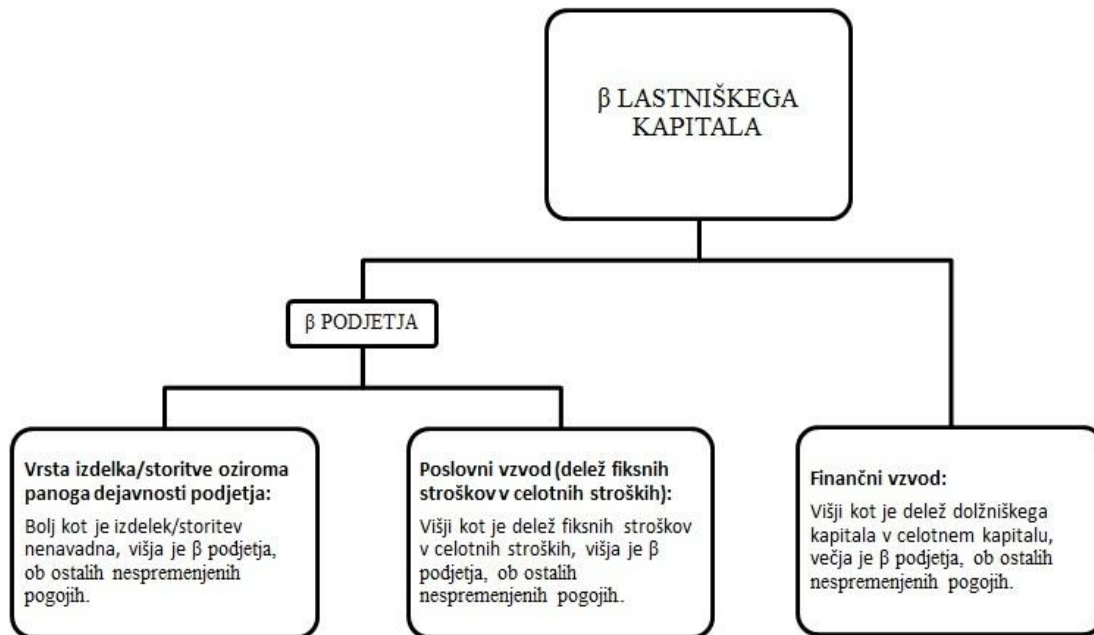 β LASTNIŠKEGA
KAPITALA
β PODJETJA
Vrsta izdelka/storitve oziroma
panoga dejavnosti podjetja:
Bolj kot je izdelek/storitev
nenavadna, višja je β podjetja,
ob ostalih nespremenjenih
pogojih.
Poslovni vzvod (delež fiksnih
stroškov v celotnih stroških):
Višji kot je delež fiksnih stroškov
v celotnih stroških, višja je β
podjetja, ob ostalih
nespremenjenih pogojih.
Finančni vzvod:
Višji kot je delež dolžniškega
kapitala v celotnem kapitalu,
večja je β podjetja, ob ostalih
nespremenjenih pogojih.